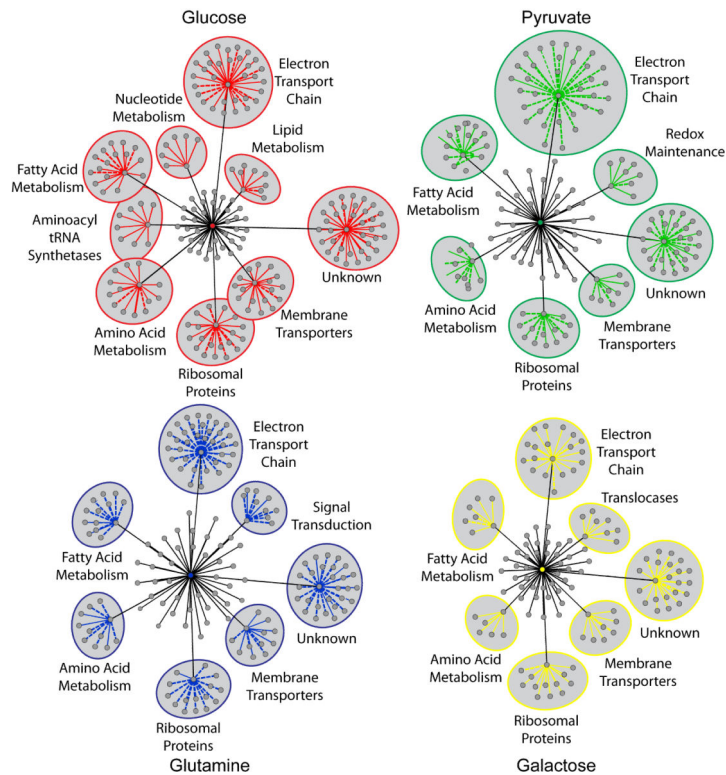 Glucose
Electron
Transport
Chain
Nucleotide
Metabolism
Lipid
Metabolism
Fatty Acid
Metabolism
Aminoacyl
tRNA
Synthetases
Unknown
Amino Acid
Metabolism
Membrane
Transporters
Ribosomal
Proteins
Pyruvate
Electron
Transport
Chain
Redox
Maintenance
Fatty Acid
Metabolism
Unknown
Amino Acid
Metabolism
Membrane
Transporters
Ribosomal
Proteins
Electron
Transport
Chain
Signal
Transduction
Fatty Acid
Metabolism
Unknown
Amino Acid
Metabolism
Membrane
Transporters
Ribosomal
Proteins
Glutamine
Electron
Transport
Chain
Translocases
Fatty Acid
Metabolism
Unknown
Amino Acid
Metabolism
Membrane
Transporters
Ribosomal
Proteins
Galactose